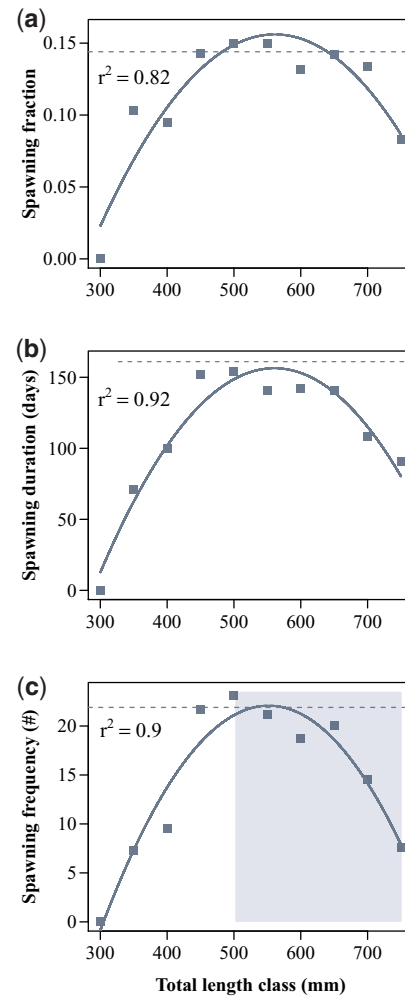 (a)
Spawning fraction
0.15
0.10
0.05
0.00
r² = 0.82
300 400 500 600 700
(b)
Spawning duration (days)
150
100
50
0
r² = 0.92
300 400 500 600 700
(c)
Spawning frequency (#)
20
15
10
5
0
r² = 0.9
300 400 500 600 700
Total length class (mm)